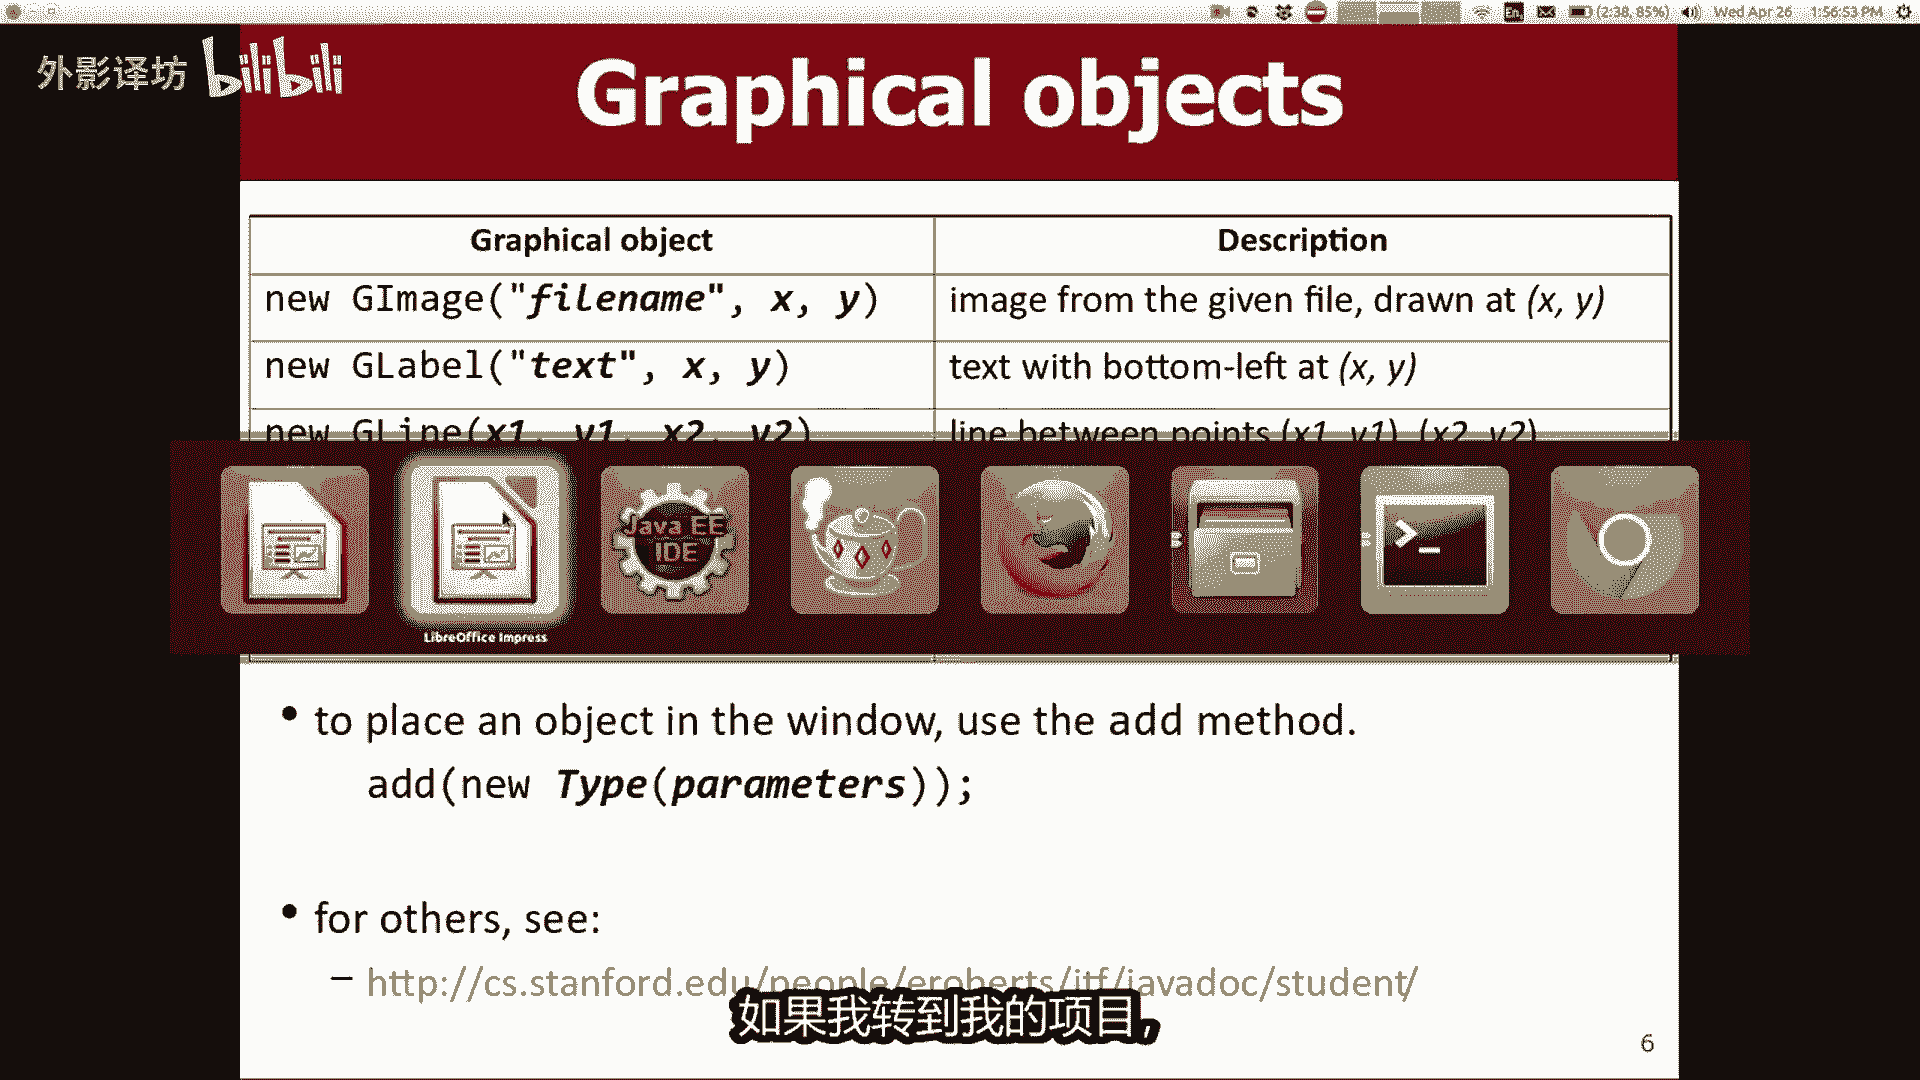 En (2:38, 85%) Wed Apr 26 1:56:53 PM
外影译坊 bilibili
Graphical objects
Graphical object Description
new GImage("filename", x, y) image from the given file, drawn at (x, y)
new GLabel("text", x, y) text with bottom-left at (x, y)
new GLine(x1, y1, x2, y2) line between points (x1, y1), (x2, y2)
Java EE
IDE
LibreOffice Impress
• to place an object in the window, use the add method.
add(new Type(parameters));
• for others, see:
– http://cs.stanford.edu/people/eroberts/jtf/javadoc/student/
如果我转到我的项目,
6